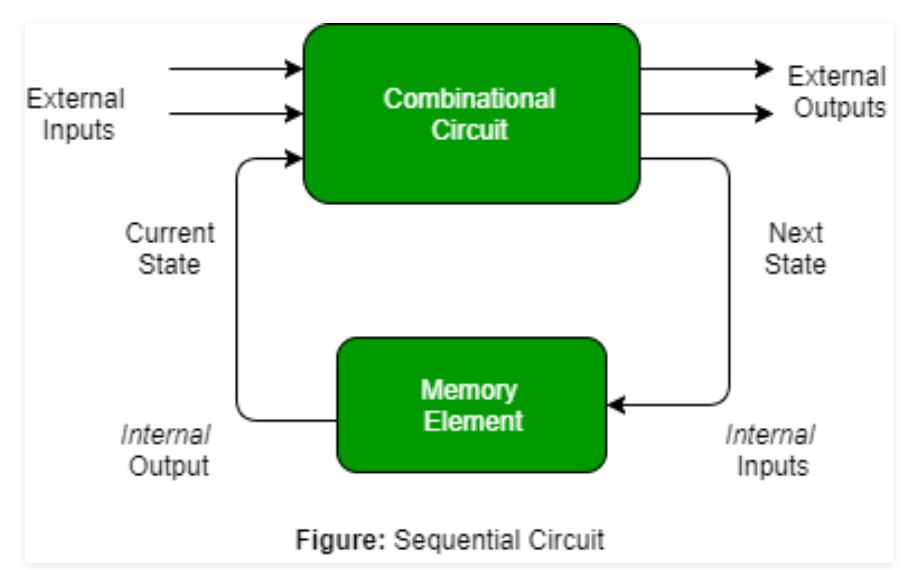 External
Inputs
Combinational
Circuit
External
Outputs
Current
State
Next
State
Memory
Element
Internal
Output
Internal
Inputs
Figure: Sequential Circuit